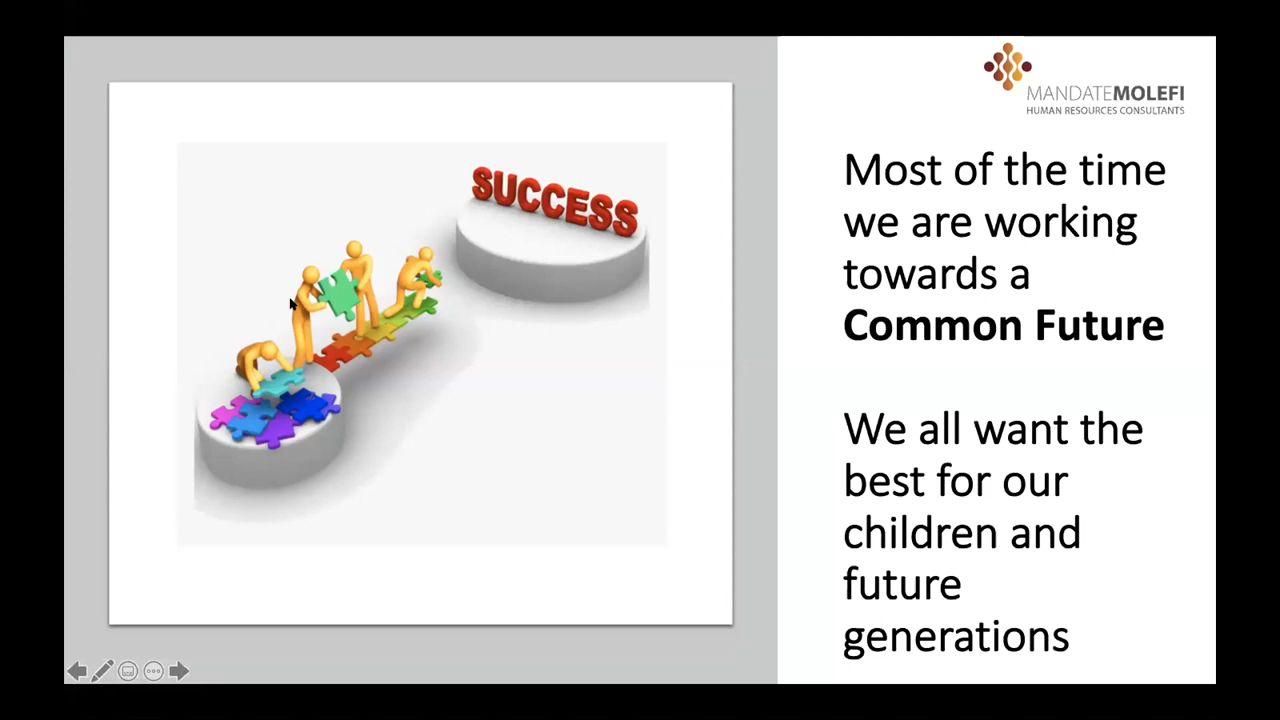 SUCCESS
MANDATEMOLEFI
HUMAN RESOURCES CONSULTANTS
Most of the time
we are working
towards a
Common Future
We all want the
best for our
children and
future
generations